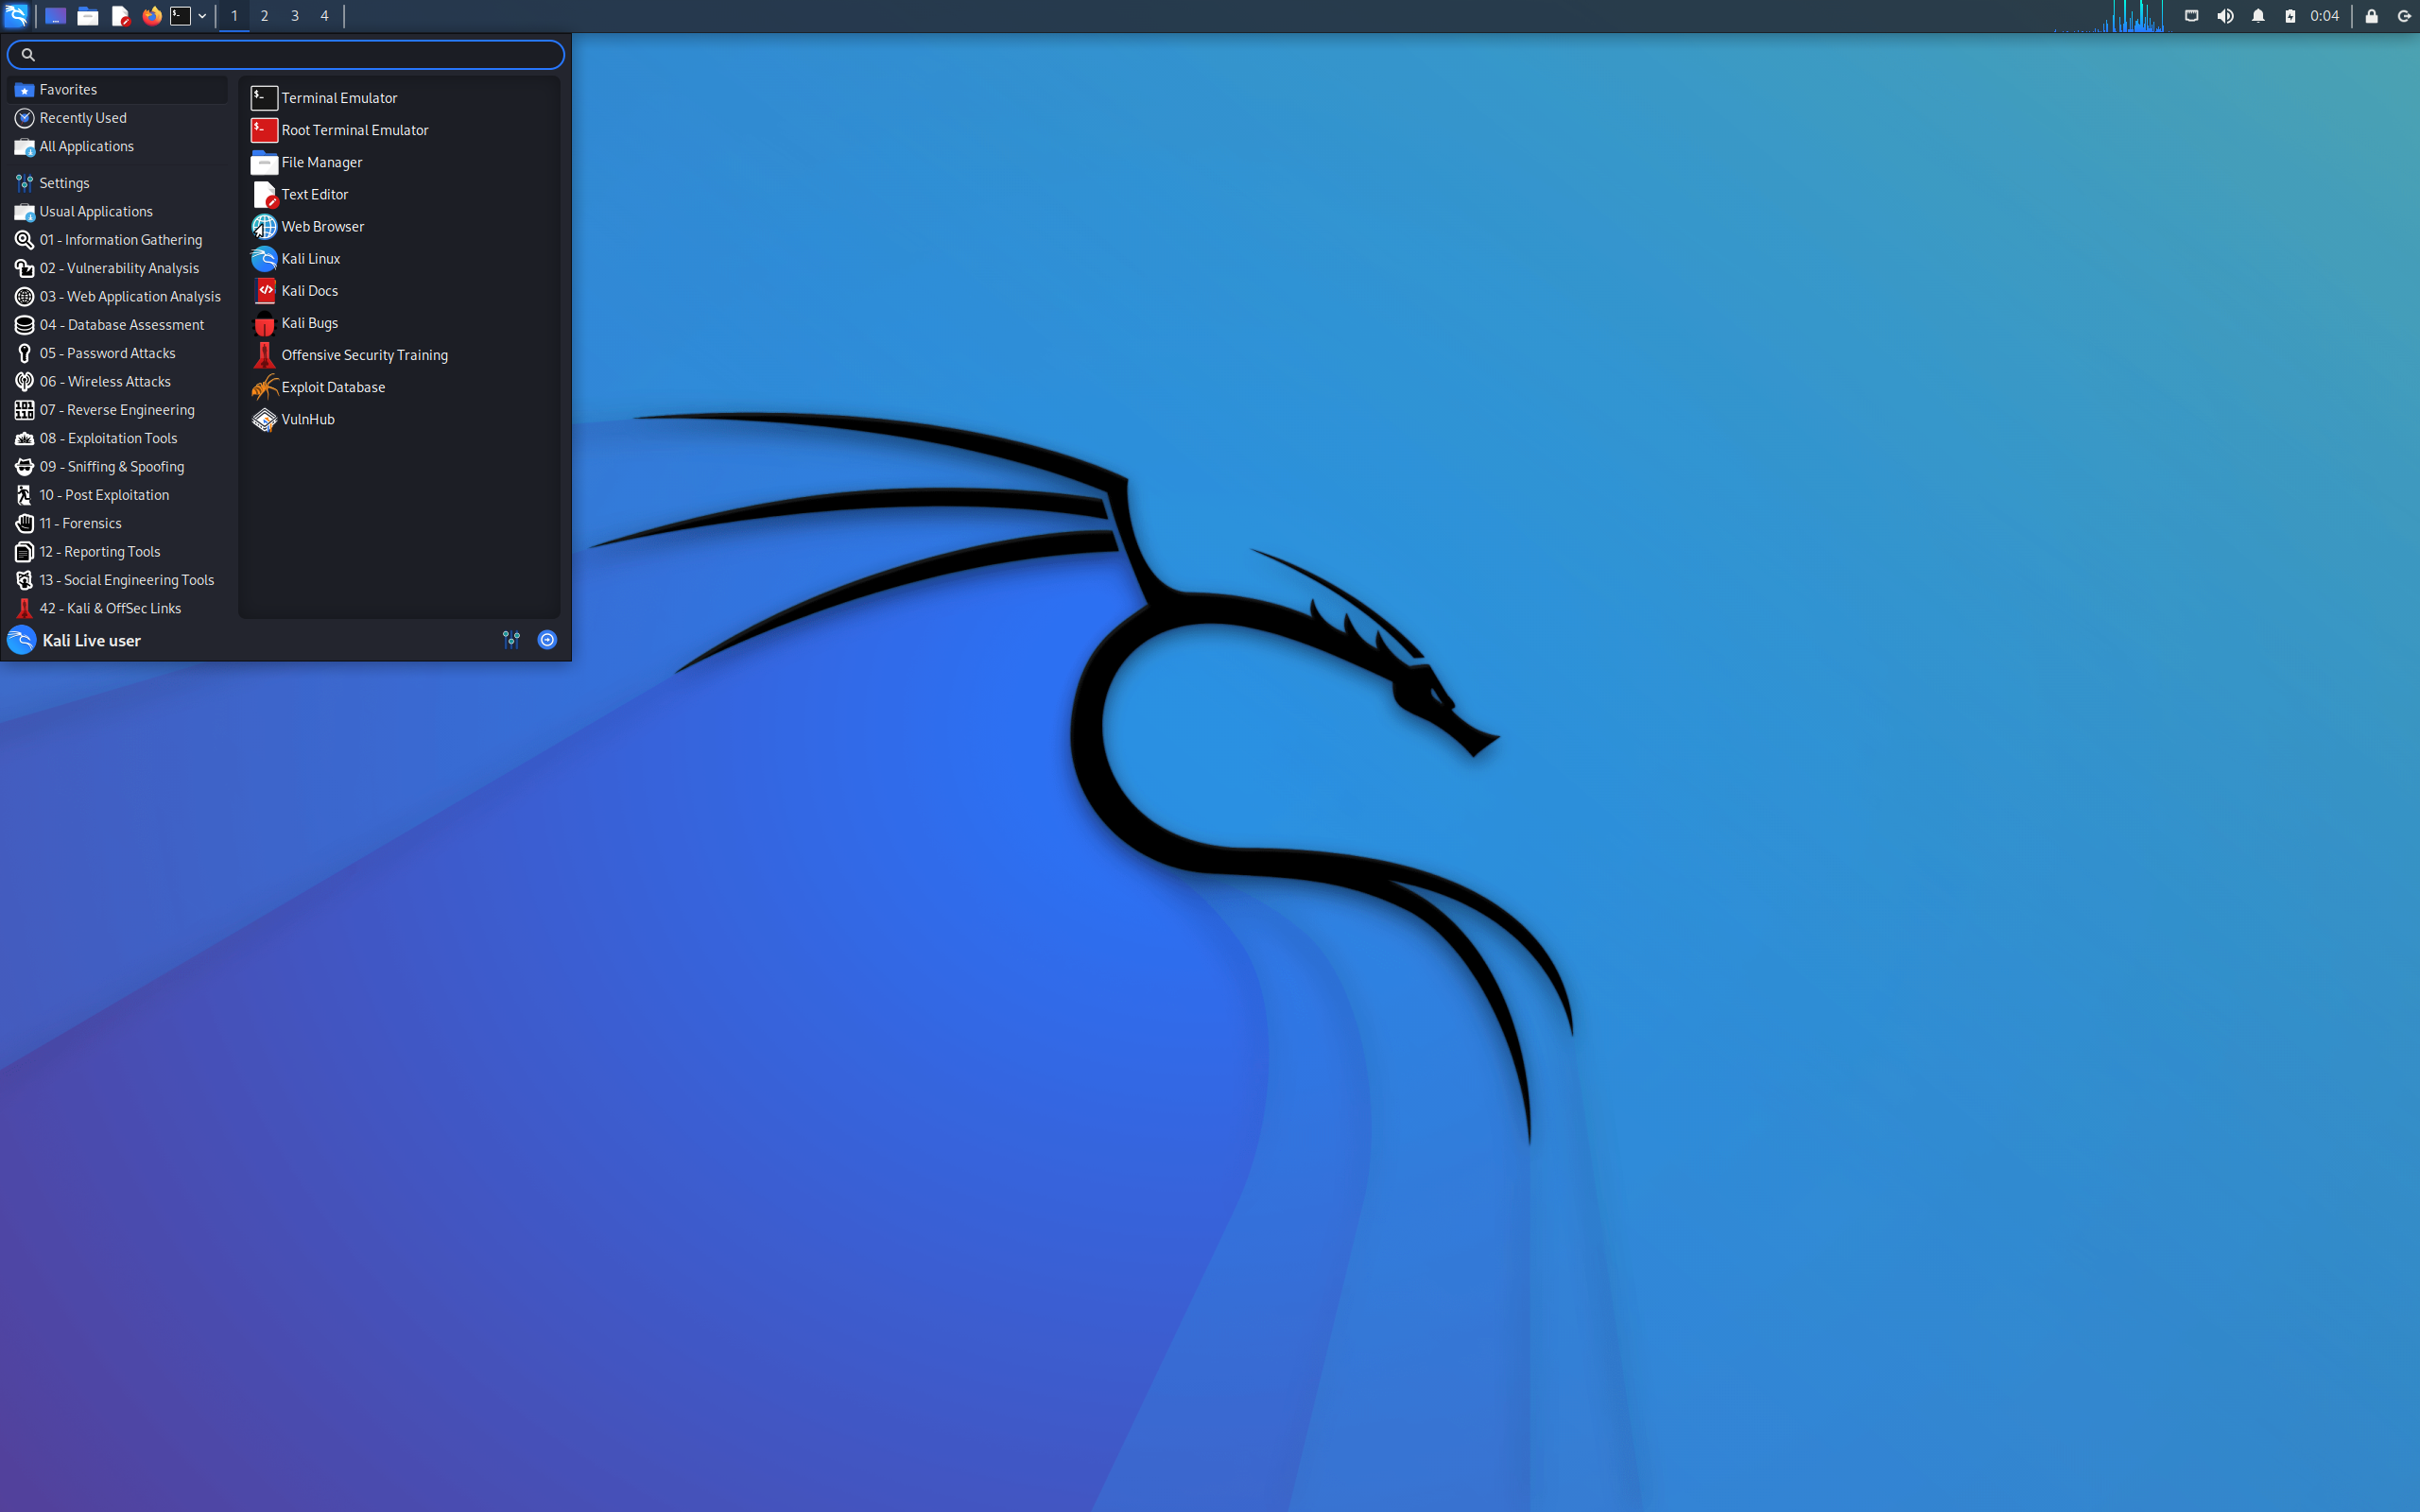 1 2 3 4
0:04
Favorites
Recently Used
All Applications
Settings
Usual Applications
01 - Information Gathering
02 - Vulnerability Analysis
03 - Web Application Analysis
04 - Database Assessment
05 - Password Attacks
06 - Wireless Attacks
07 - Reverse Engineering
08 - Exploitation Tools
09 - Sniffing & Spoofing
10 - Post Exploitation
11 - Forensics
12 - Reporting Tools
13 - Social Engineering Tools
42 - Kali & OffSec Links
Terminal Emulator
Root Terminal Emulator
File Manager
Text Editor
Web Browser
Kali Linux
Kali Docs
Kali Bugs
Offensive Security Training
Exploit Database
VulnHub
Kali Live user